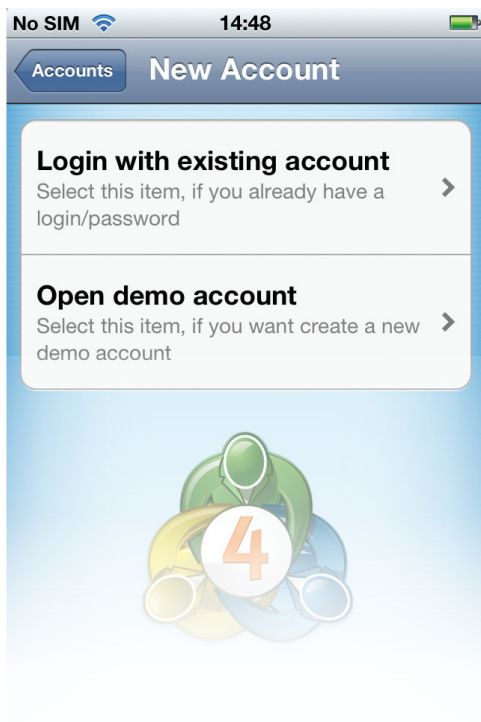 No SIM 14:48
Accounts New Account
Login with existing account
Select this item, if you already have a
login/password
Open demo account
Select this item, if you want create a new
demo account
4